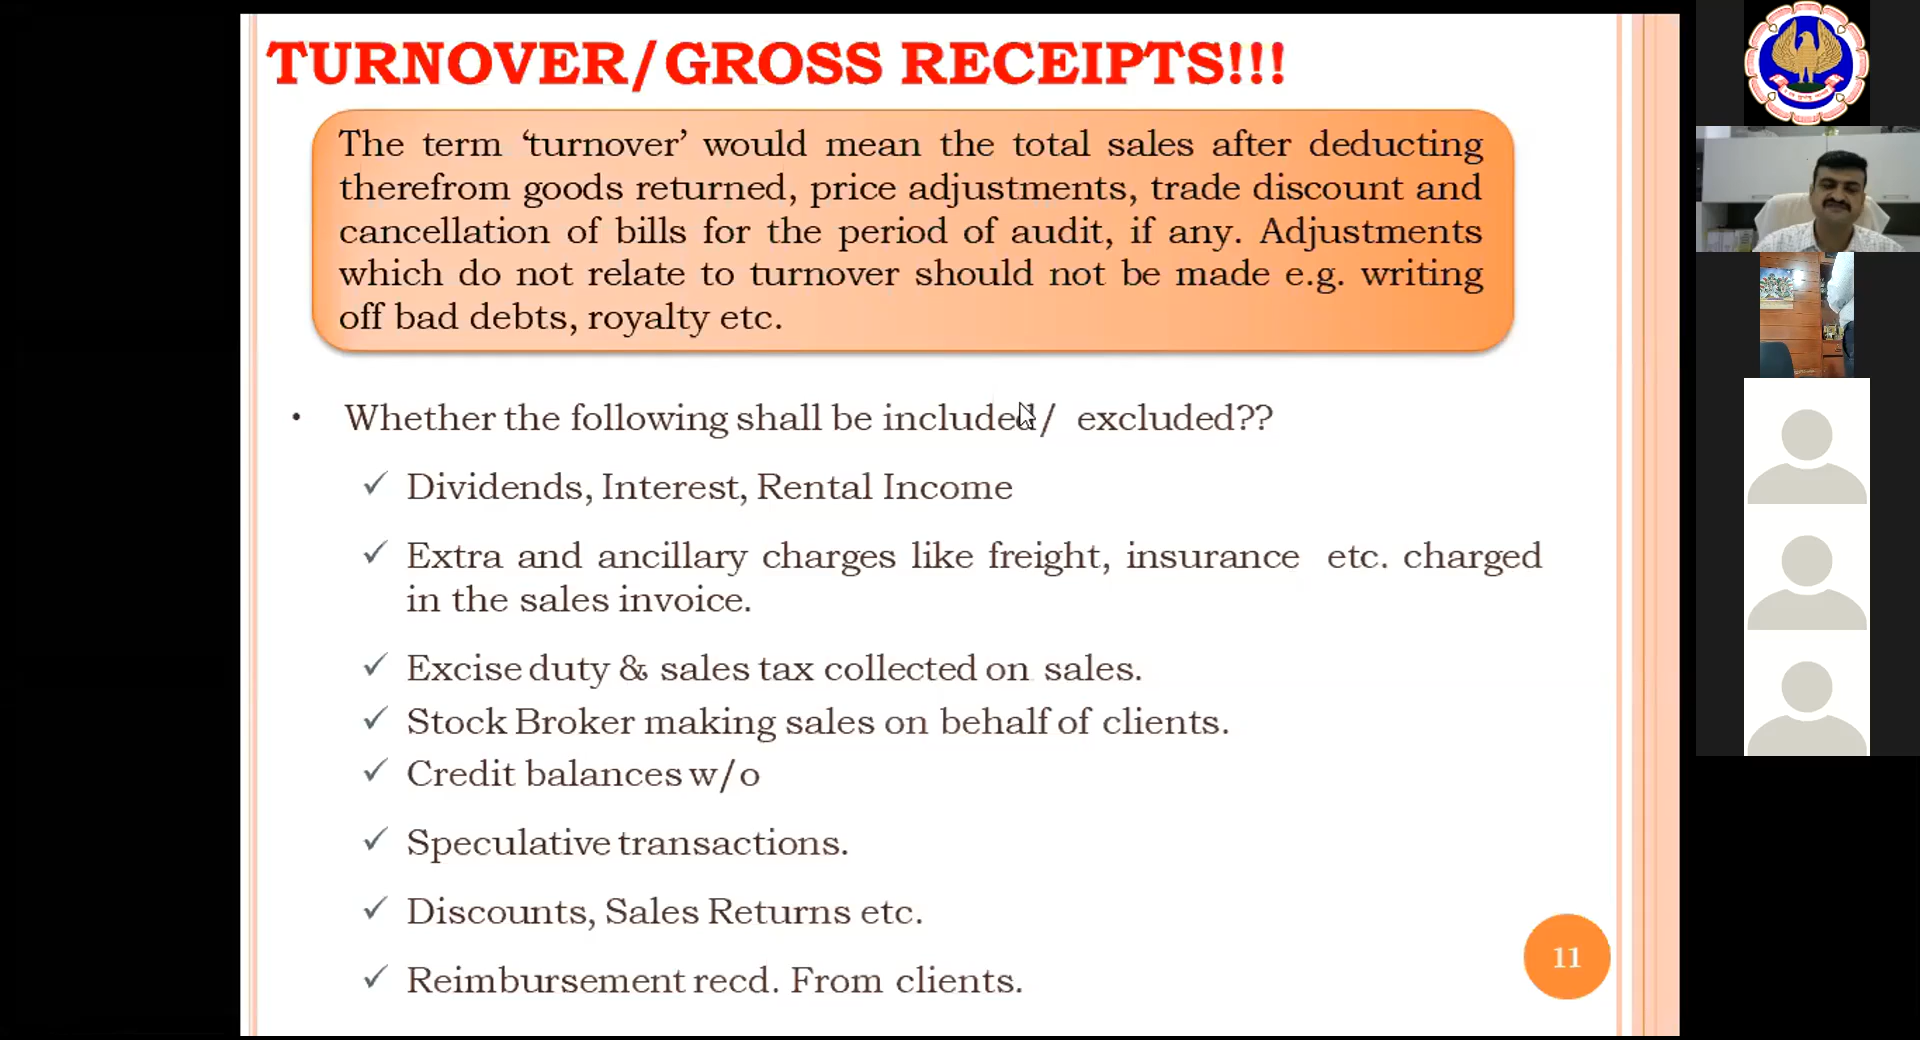 TURNOVER/GROSS RECEIPTS!!!
The term ‘turnover’ would mean the total sales after deducting
therefrom goods returned, price adjustments, trade discount and
cancellation of bills for the period of audit, if any. Adjustments
which do not relate to turnover should not be made e.g. writing
off bad debts, royalty etc.
• Whether the following shall be included/ excluded??
✓ Dividends, Interest, Rental Income
✓ Extra and ancillary charges like freight, insurance etc. charged
in the sales invoice.
✓ Excise duty & sales tax collected on sales.
✓ Stock Broker making sales on behalf of clients.
✓ Credit balances w/o
✓ Speculative transactions.
✓ Discounts, Sales Returns etc.
✓ Reimbursement recd. From clients.
11